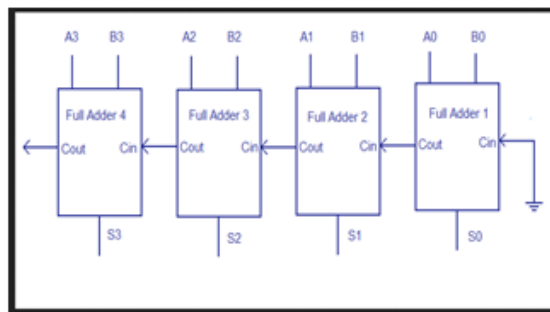 A3 B3 A2 B2 A1 B1 A0 B0
Full Adder 4 Full Adder 3 Full Adder 2 Full Adder 1
Cout Cin Cout Cin Cout Cin Cout Cin
S3 S2 S1 S0